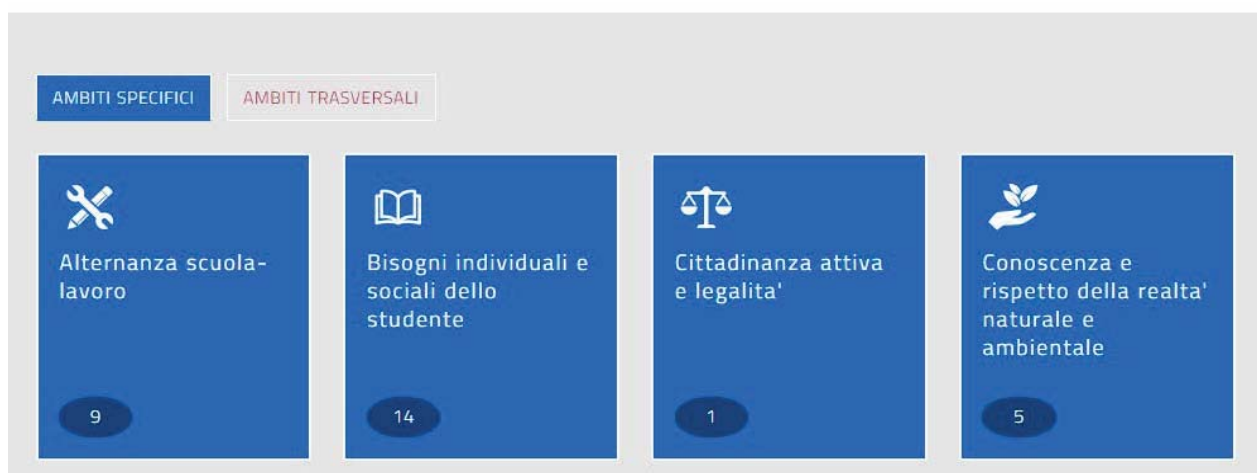 AMBITI SPECIFICI
AMBITI TRASVERSALI
Alternanza scuola-
lavoro
9
Bisogni individuali e
sociali dello
studente
14
Cittadinanza attiva
e legalita'
1
Conoscenza e
rispetto della realta'
naturale e
ambientale
5